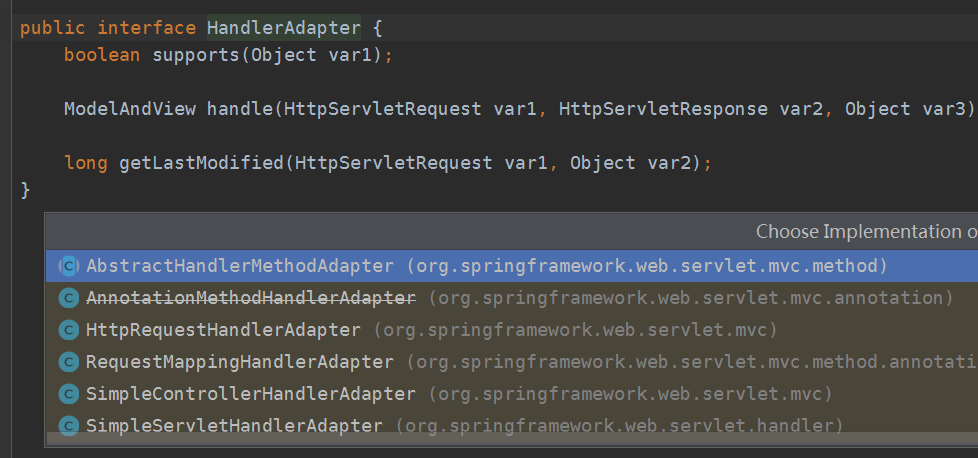 public interface HandlerAdapter {
boolean supports(Object var1);
ModelAndView handle(HttpServletRequest var1, HttpServletResponse var2, Object var3)
long getLastModified(HttpServletRequest var1, Object var2);
}
Choose Implementation o
C AbstractHandlerMethodAdapter (org.springframework.web.servlet.mvc.method)
C AnnotationMethodHandlerAdapter (org.springframework.web.servlet.mvc.annotation)
C HttpRequestHandlerAdapter (org.springframework.web.servlet.mvc)
C RequestMappingHandlerAdapter (org.springframework.web.servlet.mvc.method.annotati
C SimpleControllerHandlerAdapter (org.springframework.web.servlet.mvc)
C SimpleServletHandlerAdapter (org.springframework.web.servlet.handler)